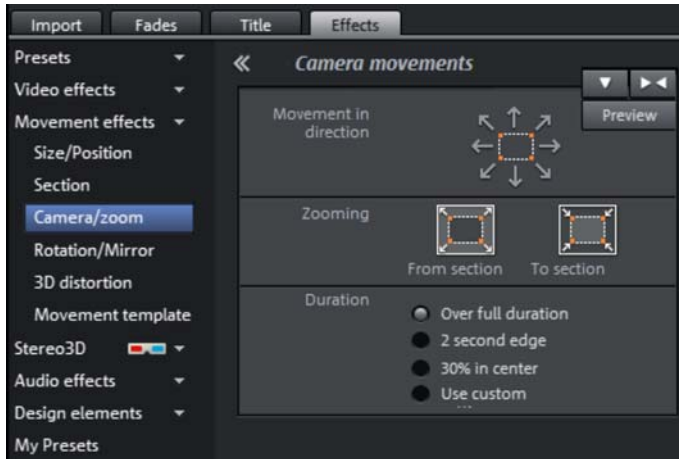 Import Fades Title Effects
Presets
Video effects
Movement effects
Size/Position
Section
Camera/zoom
Rotation/Mirror
3D distortion
Movement template
Stereo3D
Audio effects
Design elements
My Presets
Camera movements
Preview
Movement in
direction
Zooming
From section To section
Duration
Over full duration
2 second edge
30% in center
Use custom